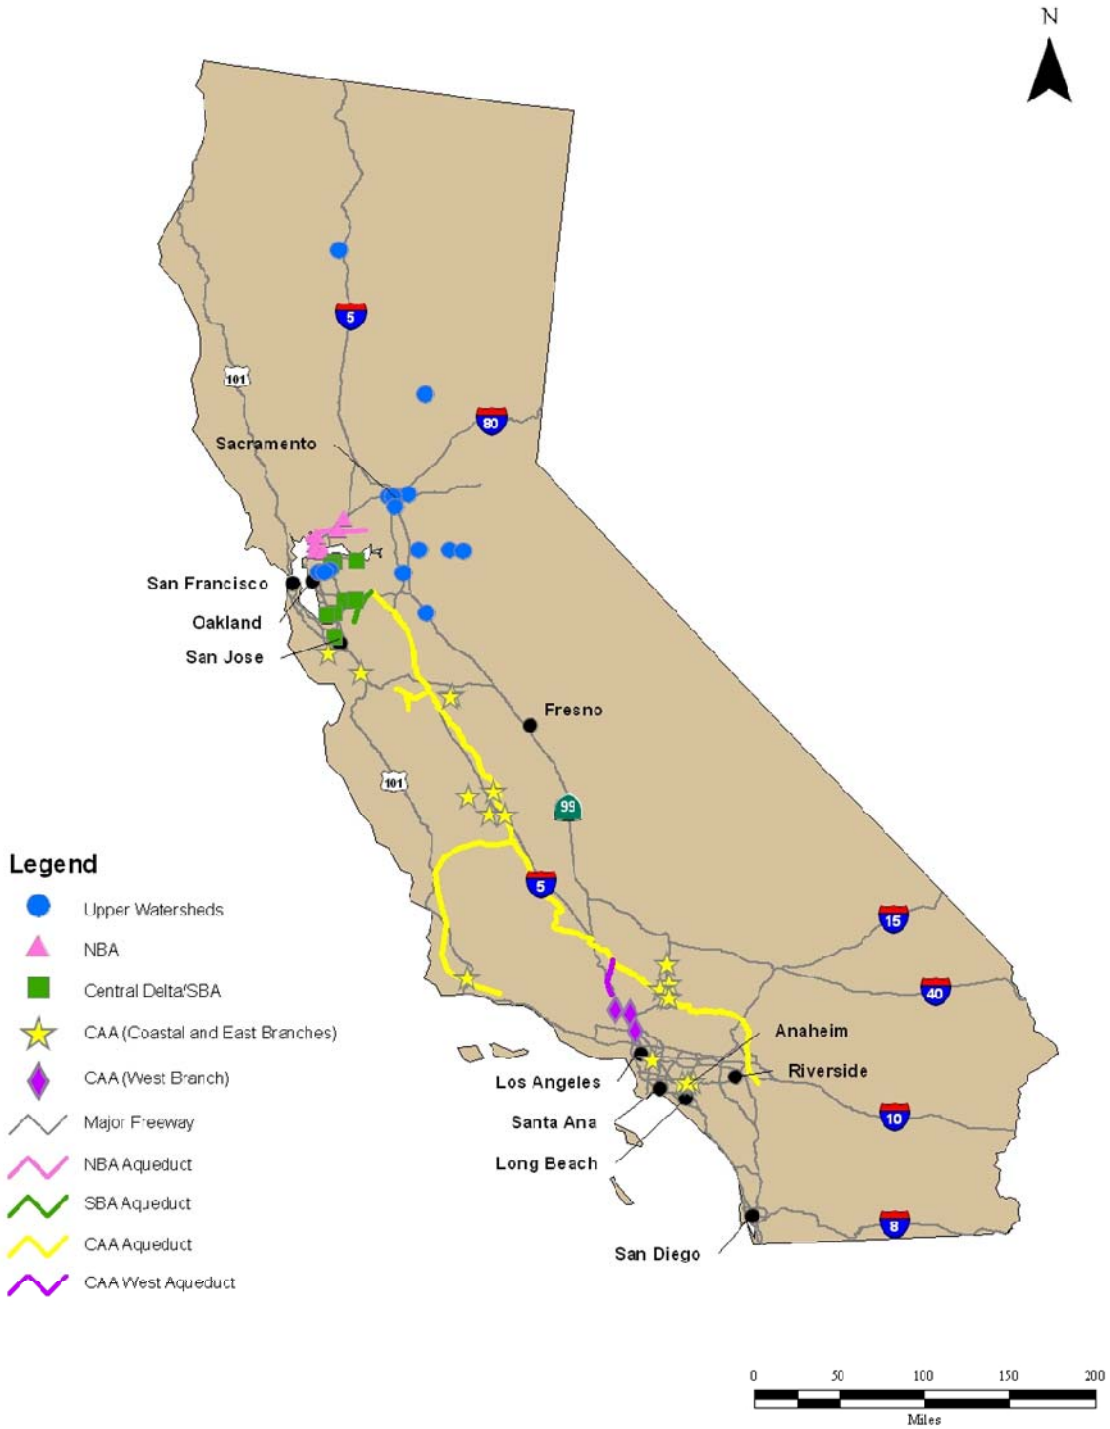 N
5
101
80
Sacramento
San Francisco
Oakland
San Jose
Fresno
101
99
5
15
40
Anaheim
Riverside
Los Angeles
Santa Ana
Long Beach
10
8
San Diego
Legend
Upper Watersheds
NBA
Central Delta/SBA
CAA (Coastal and East Branches)
CAA (West Branch)
Major Freeway
NBA Aqueduct
SBA Aqueduct
CAA Aqueduct
CAA West Aqueduct
0 50 100 150 200
Miles